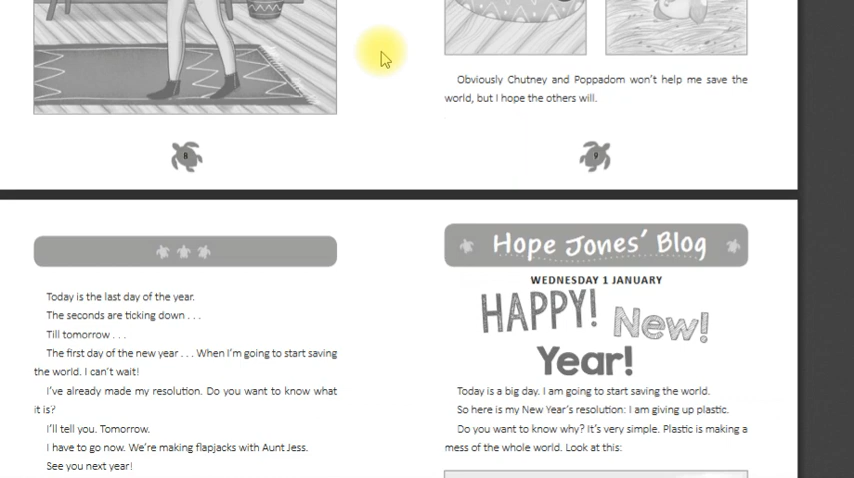 Obviously Chutney and Poppadom won't help me save the
world, but I hope the others will.
8
9
Today is the last day of the year.
The seconds are ticking down . . .
Till tomorrow . . .
The first day of the new year . . . When I'm going to start saving
the world. I can't wait!
I've already made my resolution. Do you want to know what
it is?
I'll tell you. Tomorrow.
I have to go now. We're making flapjacks with Aunt Jess.
See you next year!
Hope Jones' Blog
WEDNESDAY 1 JANUARY
HAPPY! New!
Year!
Today is a big day. I am going to start saving the world.
So here is my New Year's resolution: I am giving up plastic.
Do you want to know why? It's very simple. Plastic is making a
mess of the whole world. Look at this: